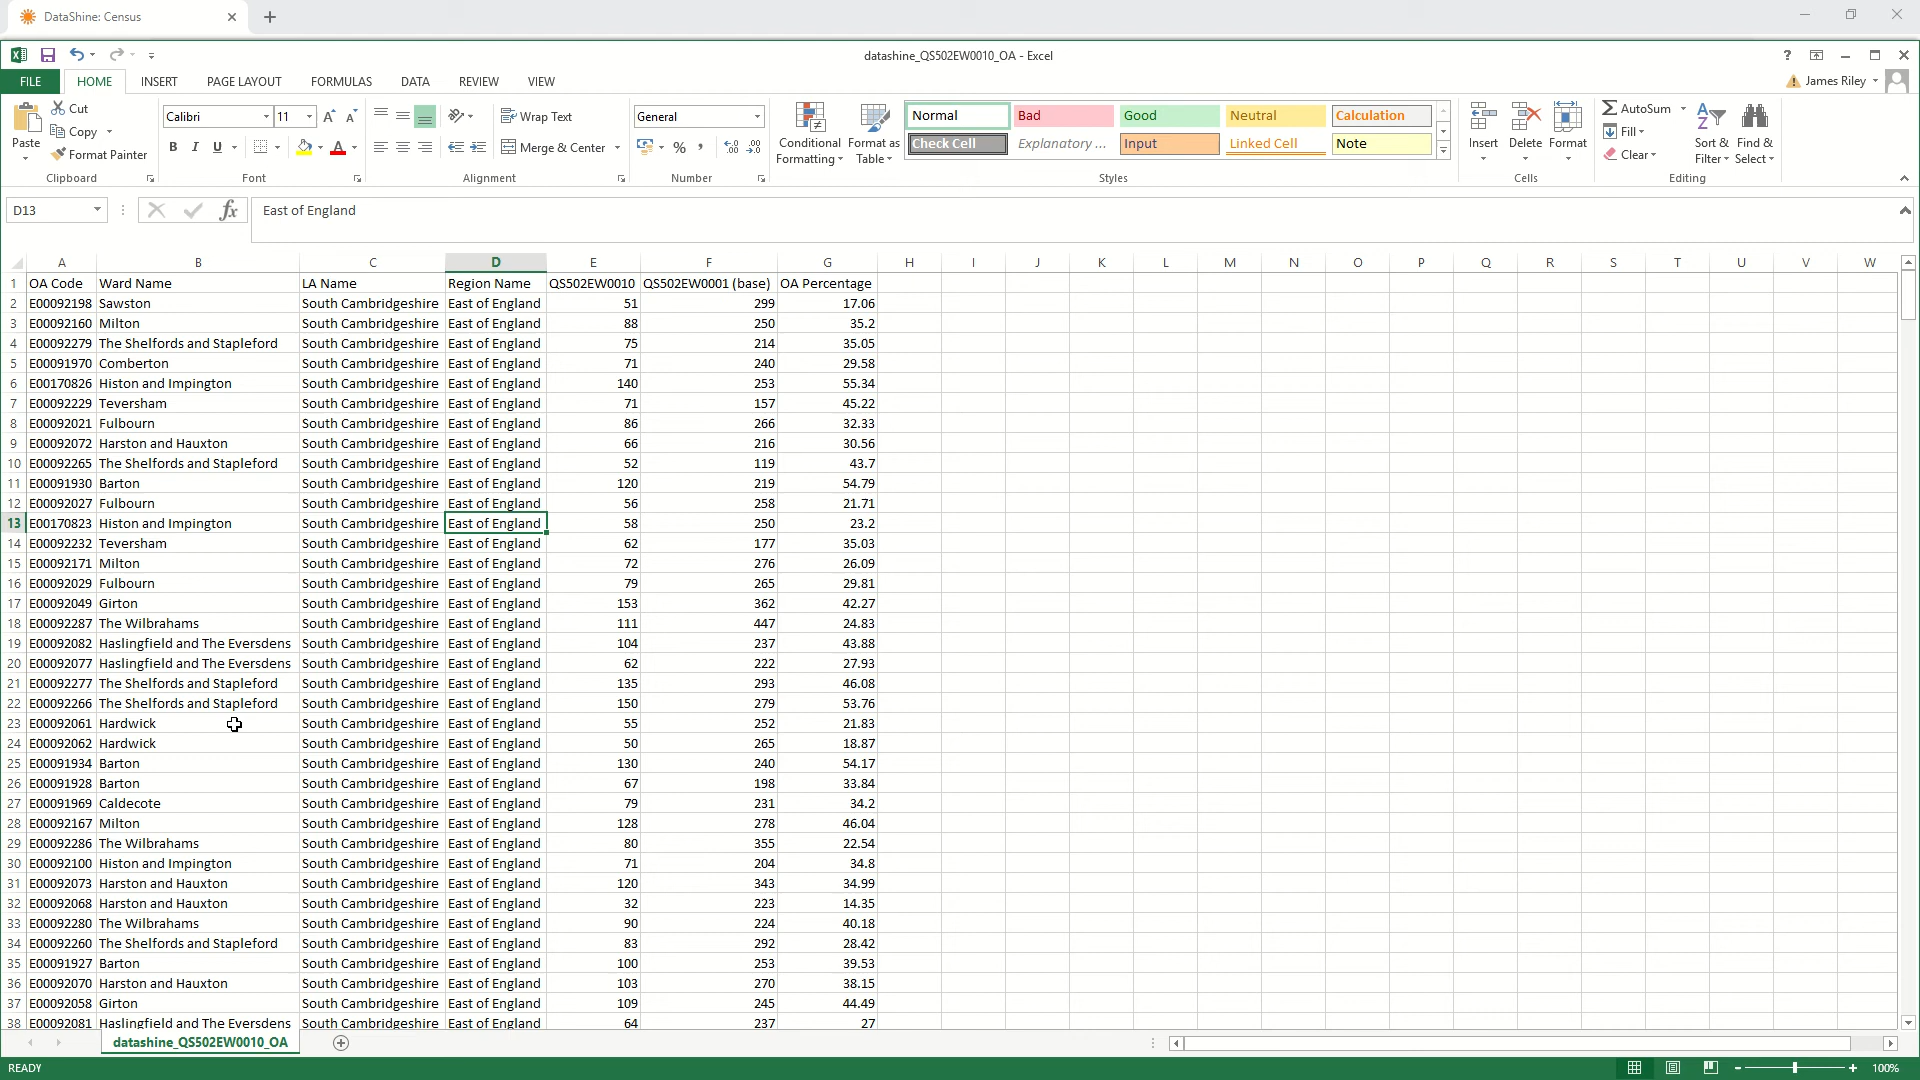 DataShine: Census
datashine_QS502EW0010_OA - Excel
FILE HOME INSERT PAGE LAYOUT FORMULAS DATA REVIEW VIEW
James Riley
Paste
Cut
Copy
Format Painter
Clipboard
Calibri 11
B I U
Font
Wrap Text
Merge & Center
Alignment
General
%
Number
Conditional Formatting
Format as Table
Normal Bad Good Neutral Calculation
Check Cell Explanatory ... Input Linked Cell Note
Styles
Insert Delete Format
Cells
AutoSum
Fill
Clear
Sort & Filter
Find & Select
Editing
D13 fx East of England
A B C D E F G H I J K L M N O P Q R S T U V W
1 OA Code Ward Name LA Name Region Name QS502EW0010 QS502EW0001 (base) OA Percentage
2 E00092198 Sawston South Cambridgeshire East of England 51 299 17.06
3 E00092160 Milton South Cambridgeshire East of England 88 250 35.2
4 E00092279 The Shelfords and Stapleford South Cambridgeshire East of England 75 214 35.05
5 E00091970 Comberton South Cambridgeshire East of England 71 240 29.58
6 E00170826 Histon and Impington South Cambridgeshire East of England 140 253 55.34
7 E00092229 Teversham South Cambridgeshire East of England 71 157 45.22
8 E00092021 Fulbourn South Cambridgeshire East of England 86 266 32.33
9 E00092072 Harston and Hauxton South Cambridgeshire East of England 66 216 30.56
10 E00092265 The Shelfords and Stapleford South Cambridgeshire East of England 52 119 43.7
11 E00091930 Barton South Cambridgeshire East of England 120 219 54.79
12 E00092027 Fulbourn South Cambridgeshire East of England 56 258 21.71
13 E00170823 Histon and Impington South Cambridgeshire East of England 58 250 23.2
14 E00092232 Teversham South Cambridgeshire East of England 62 177 35.03
15 E00092171 Milton South Cambridgeshire East of England 72 276 26.09
16 E00092029 Fulbourn South Cambridgeshire East of England 79 265 29.81
17 E00092049 Girton South Cambridgeshire East of England 153 362 42.27
18 E00092287 The Wilbrahams South Cambridgeshire East of England 111 447 24.83
19 E00092082 Haslingfield and The Eversdens South Cambridgeshire East of England 104 237 43.88
20 E00092077 Haslingfield and The Eversdens South Cambridgeshire East of England 62 222 27.93
21 E00092277 The Shelfords and Stapleford South Cambridgeshire East of England 135 293 46.08
22 E00092266 The Shelfords and Stapleford South Cambridgeshire East of England 150 279 53.76
23 E00092061 Hardwick South Cambridgeshire East of England 55 252 21.83
24 E00092062 Hardwick South Cambridgeshire East of England 50 265 18.87
25 E00091934 Barton South Cambridgeshire East of England 130 240 54.17
26 E00091928 Barton South Cambridgeshire East of England 67 198 33.84
27 E00091969 Caldecote South Cambridgeshire East of England 79 231 34.2
28 E00092167 Milton South Cambridgeshire East of England 128 278 46.04
29 E00092286 The Wilbrahams South Cambridgeshire East of England 80 355 22.54
30 E00092100 Histon and Impington South Cambridgeshire East of England 71 204 34.8
31 E00092073 Harston and Hauxton South Cambridgeshire East of England 120 343 34.99
32 E00092068 Harston and Hauxton South Cambridgeshire East of England 32 223 14.35
33 E00092280 The Wilbrahams South Cambridgeshire East of England 90 224 40.18
34 E00092260 The Shelfords and Stapleford South Cambridgeshire East of England 83 292 28.42
35 E00091927 Barton South Cambridgeshire East of England 100 253 39.53
36 E00092070 Harston and Hauxton South Cambridgeshire East of England 103 270 38.15
37 E00092058 Girton South Cambridgeshire East of England 109 245 44.49
38 E00092081 Haslingfield and The Eversdens South Cambridgeshire East of England 64 237 27
datashine_QS502EW0010_OA
READY 100%